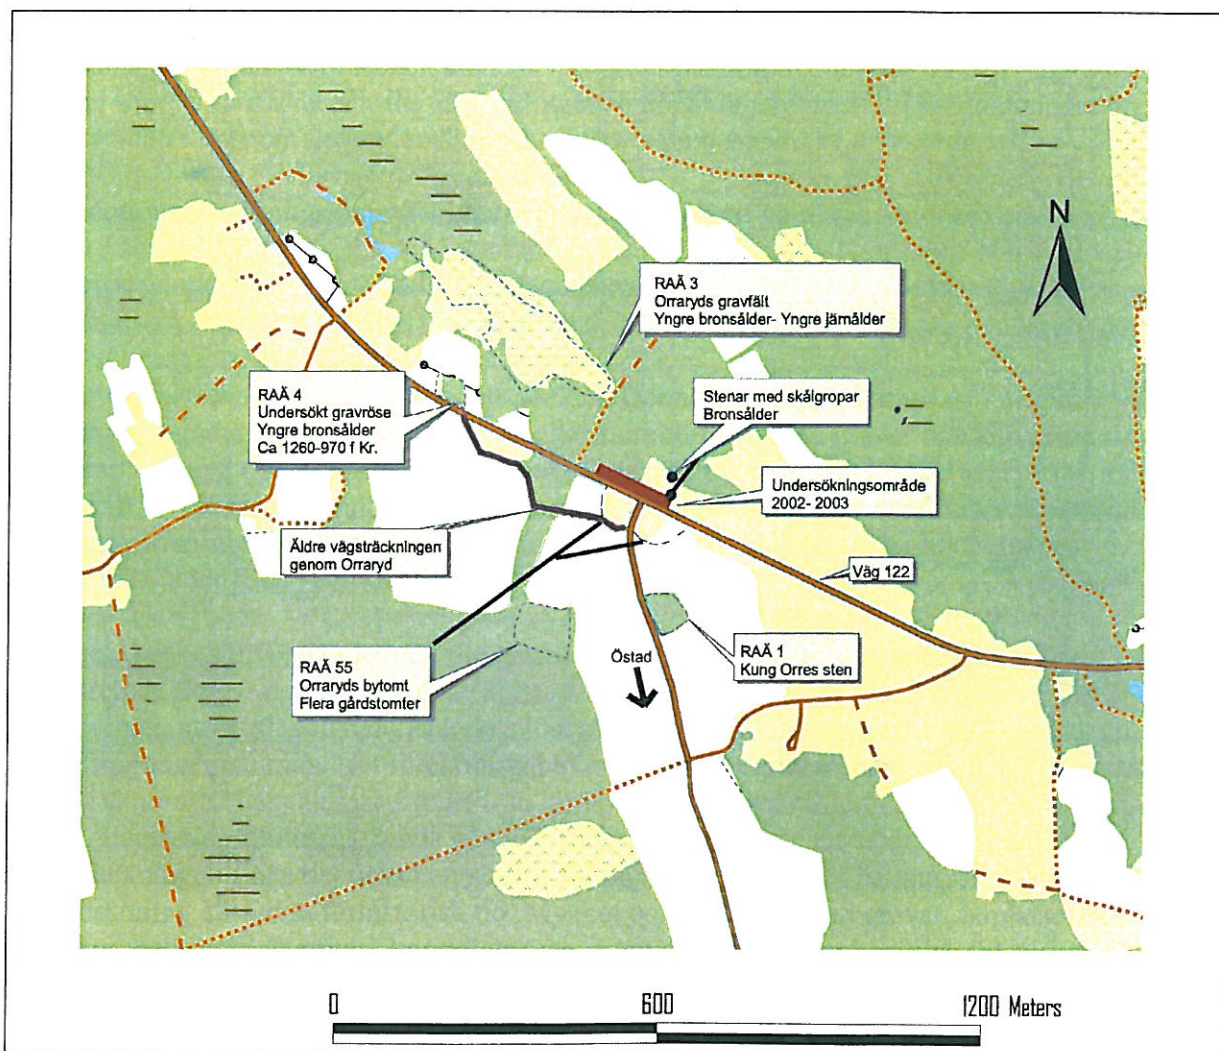 N
RAÄ 3
Orraryds gravfält
Yngre bronsålder- Yngre järnålder
RAÄ 4
Undersökt gravröse
Yngre bronsålder
Ca 1260-970 f Kr.
Stenar med skålgropar
Bronsålder
Undersökningsområde
2002- 2003
Äldre vägsträckningen
genom Orraryd
Väg 122
RAÄ 55
Orraryds bytomt
Flera gårdstomter
Östad
RAÄ 1
Kung Orres sten
0 600 1200 Meters